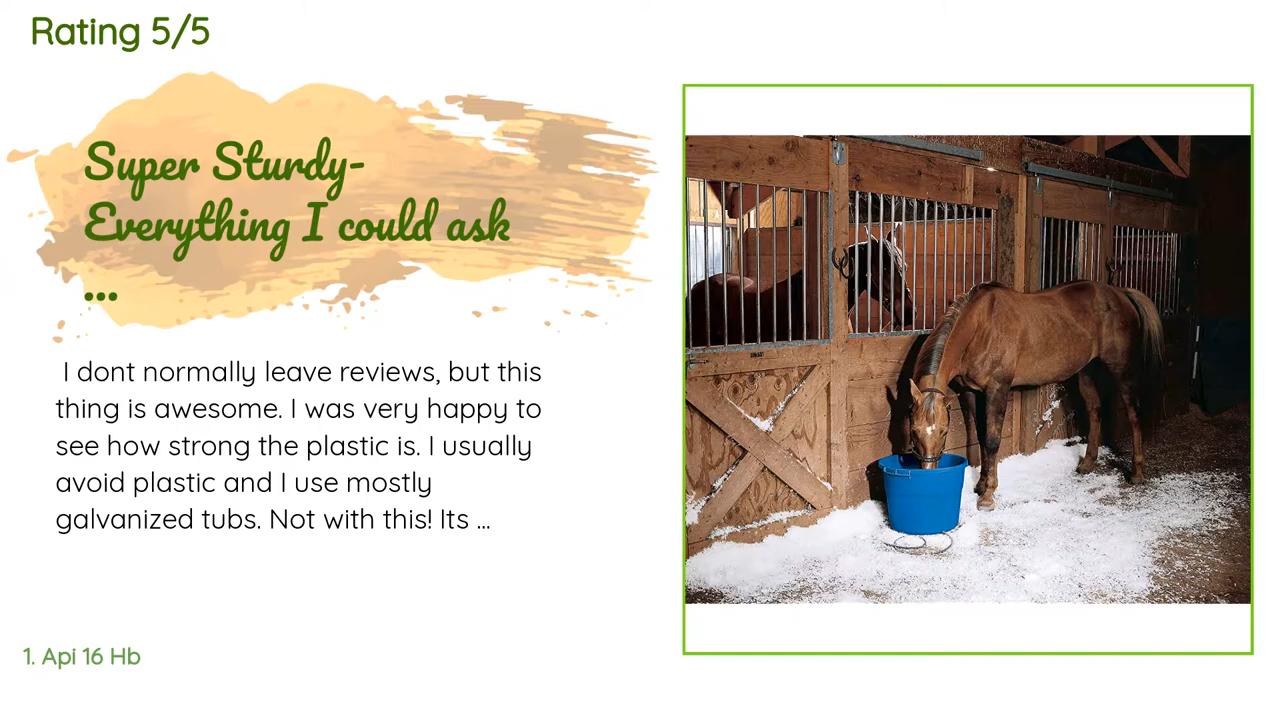 Rating 5/5
Super Sturdy-
Everything I could ask
...
I dont normally leave reviews, but this
thing is awesome. I was very happy to
see how strong the plastic is. I usually
avoid plastic and I use mostly
galvanized tubs. Not with this! Its ...
1. Api 16 Hb